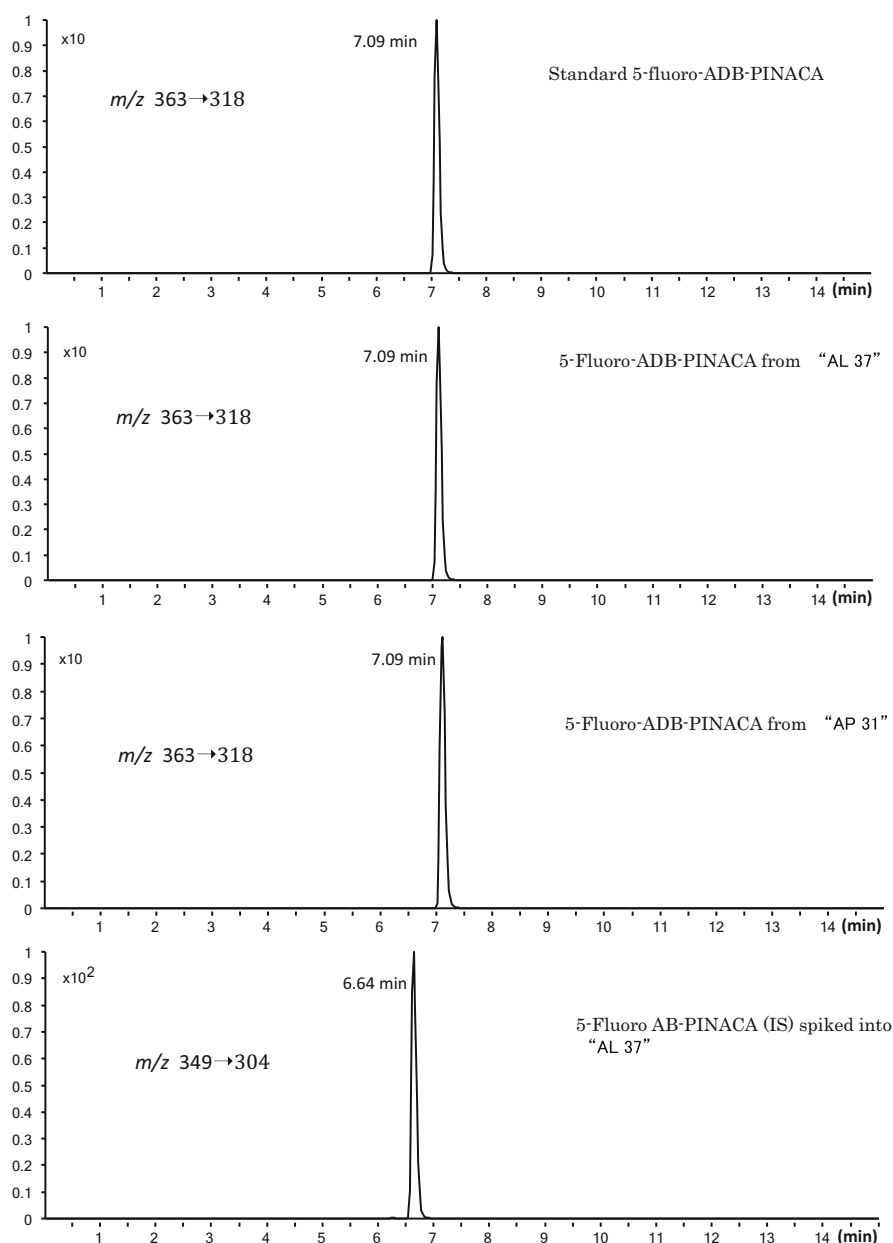 1
x10
7.09 min
Standard 5-fluoro-ADB-PINACA
0.9
0.8
0.7
m/z 363→318
0.6
0.5
0.4
0.3
0.2
0.1
0
1 2 3 4 5 6 7 8 9 10 11 12 13 14 (min)
1
x10
7.09 min
5-Fluoro-ADB-PINACA from “AL 37”
0.9
0.8
0.7
m/z 363→318
0.6
0.5
0.4
0.3
0.2
0.1
0
1 2 3 4 5 6 7 8 9 10 11 12 13 14 (min)
1
x10
7.09 min
0.9
0.8
5-Fluoro-ADB-PINACA from “AP 31”
0.7
0.6
m/z 363→318
0.5
0.4
0.3
0.2
0.1
0
1 2 3 4 5 6 7 8 9 10 11 12 13 14 (min)
1
x10²
0.9
6.64 min
0.8
0.7
5-Fluoro AB-PINACA (IS) spiked into
“AL 37”
0.6
m/z 349→304
0.5
0.4
0.3
0.2
0.1
0
1 2 3 4 5 6 7 8 9 10 11 12 13 14 (min)